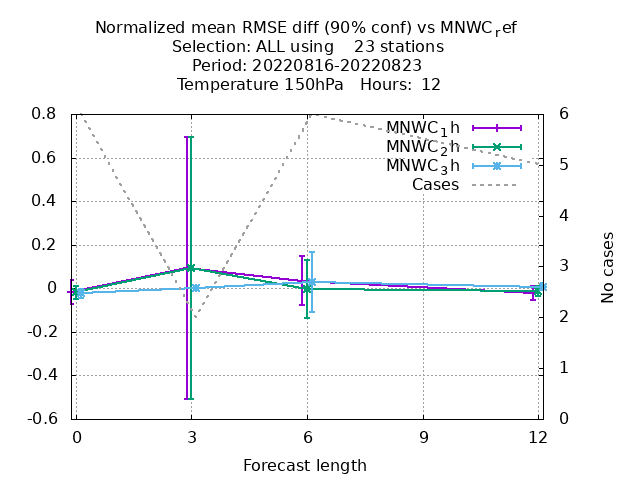 Normalized mean RMSE diff (90% conf) vs MNWC_ref
Selection: ALL using    23 stations
Period: 20220816-20220823
Temperature 150hPa   Hours:  12
MNWC_1h
MNWC_2h
MNWC_3h
Cases
0.8
0.6
0.4
0.2
0
-0.2
-0.4
-0.6
6
5
4
3
2
1
0
No cases
0 3 6 9 12
Forecast length